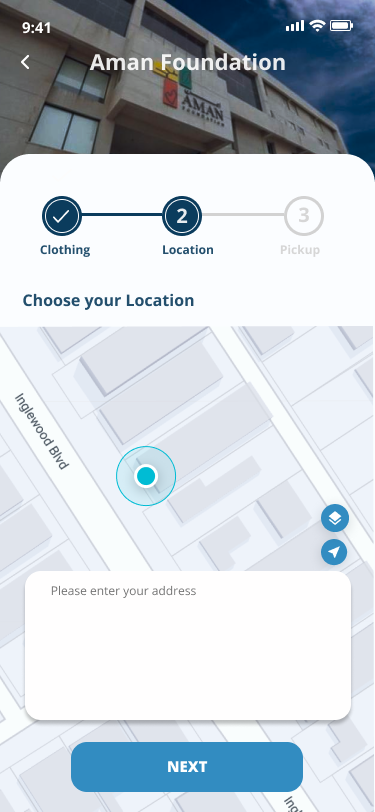 9:41
Aman Foundation
AMAN
FOUNDATION
2
3
Clothing
Location
Pickup
Choose your Location
Inglewood Blvd
Please enter your address
NEXT